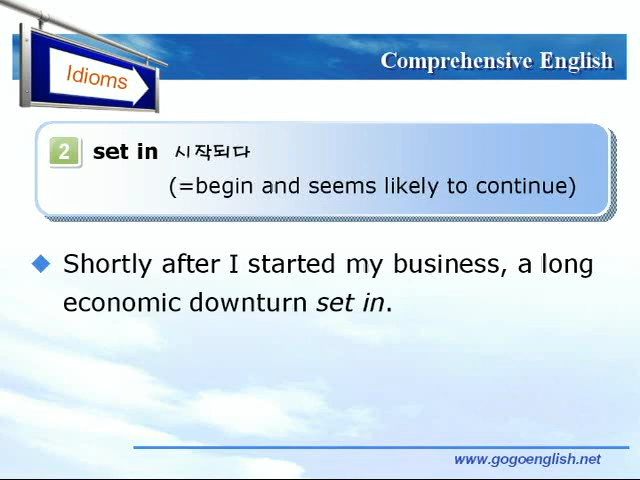 Idioms
Comprehensive English
2 set in 시작되다
(=begin and seems likely to continue)
Shortly after I started my business, a long
economic downturn set in.
www.gogoenglish.net